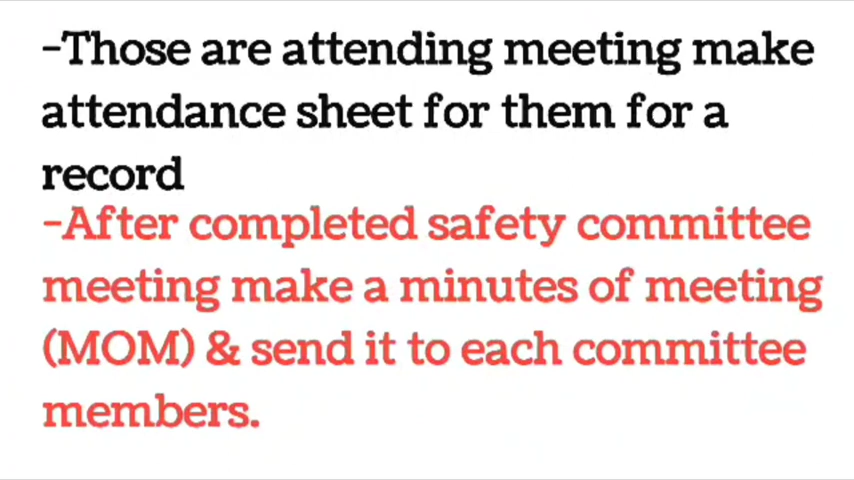 -Those are attending meeting make
attendance sheet for them for a
record
-After completed safety committee
meeting make a minutes of meeting
(MOM) & send it to each committee
members.